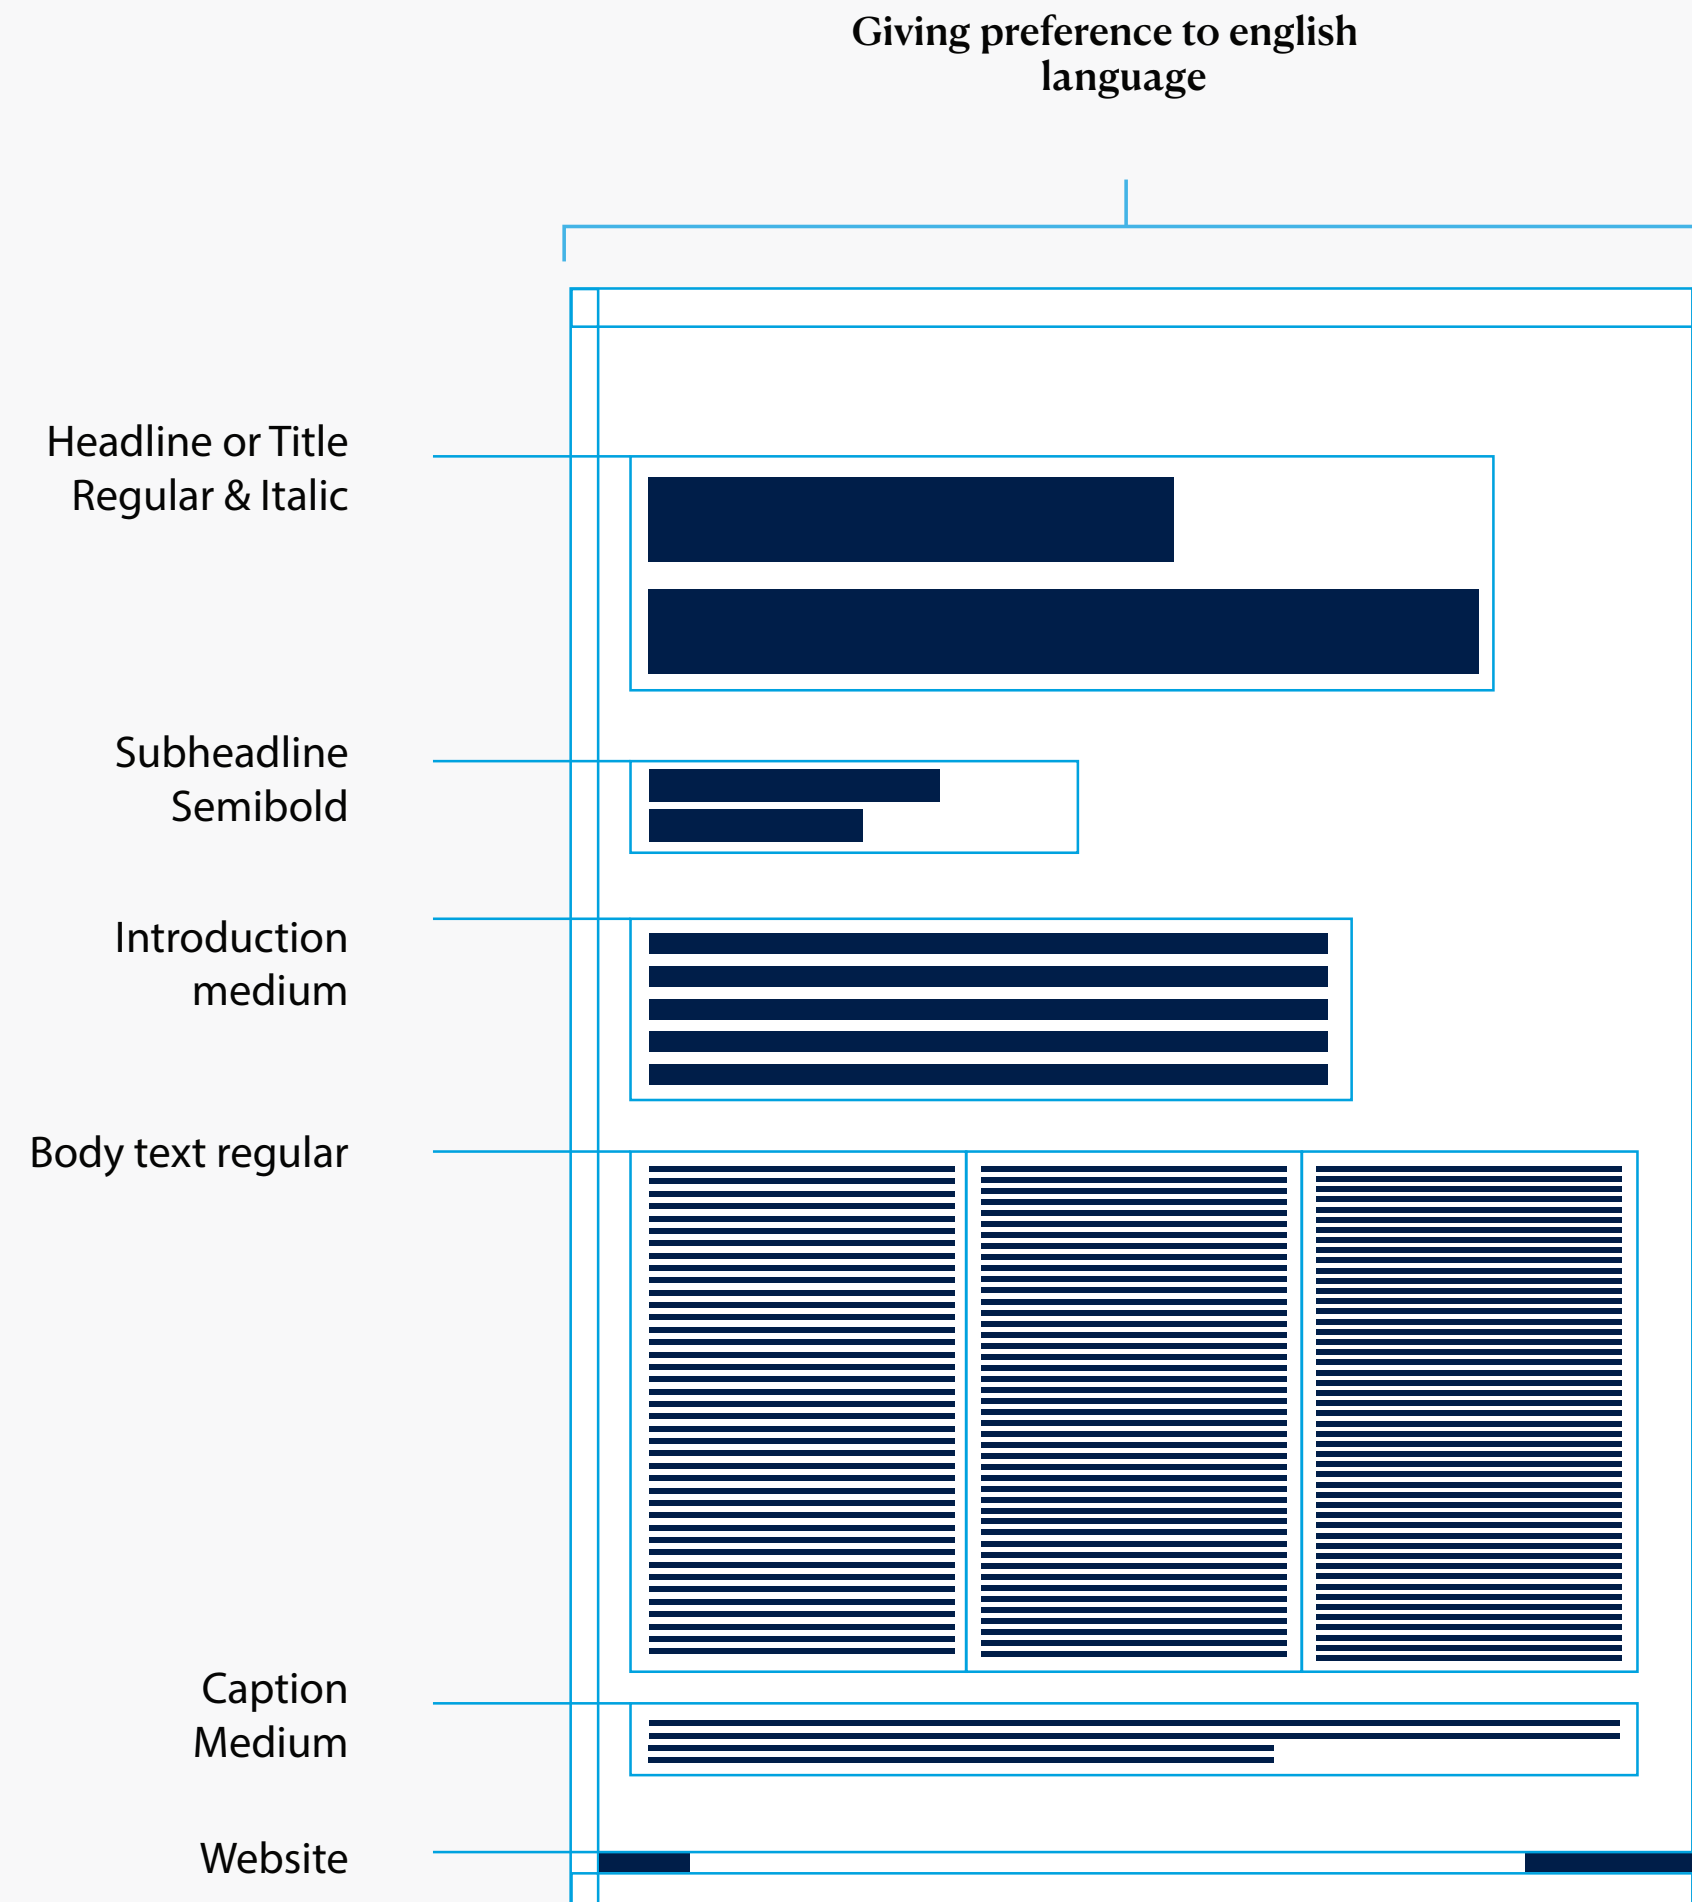 Giving preference to english
language
Headline or Title
Regular & Italic
Subheadline
Semibold
Introduction
medium
Body text regular
Caption
Medium
Website